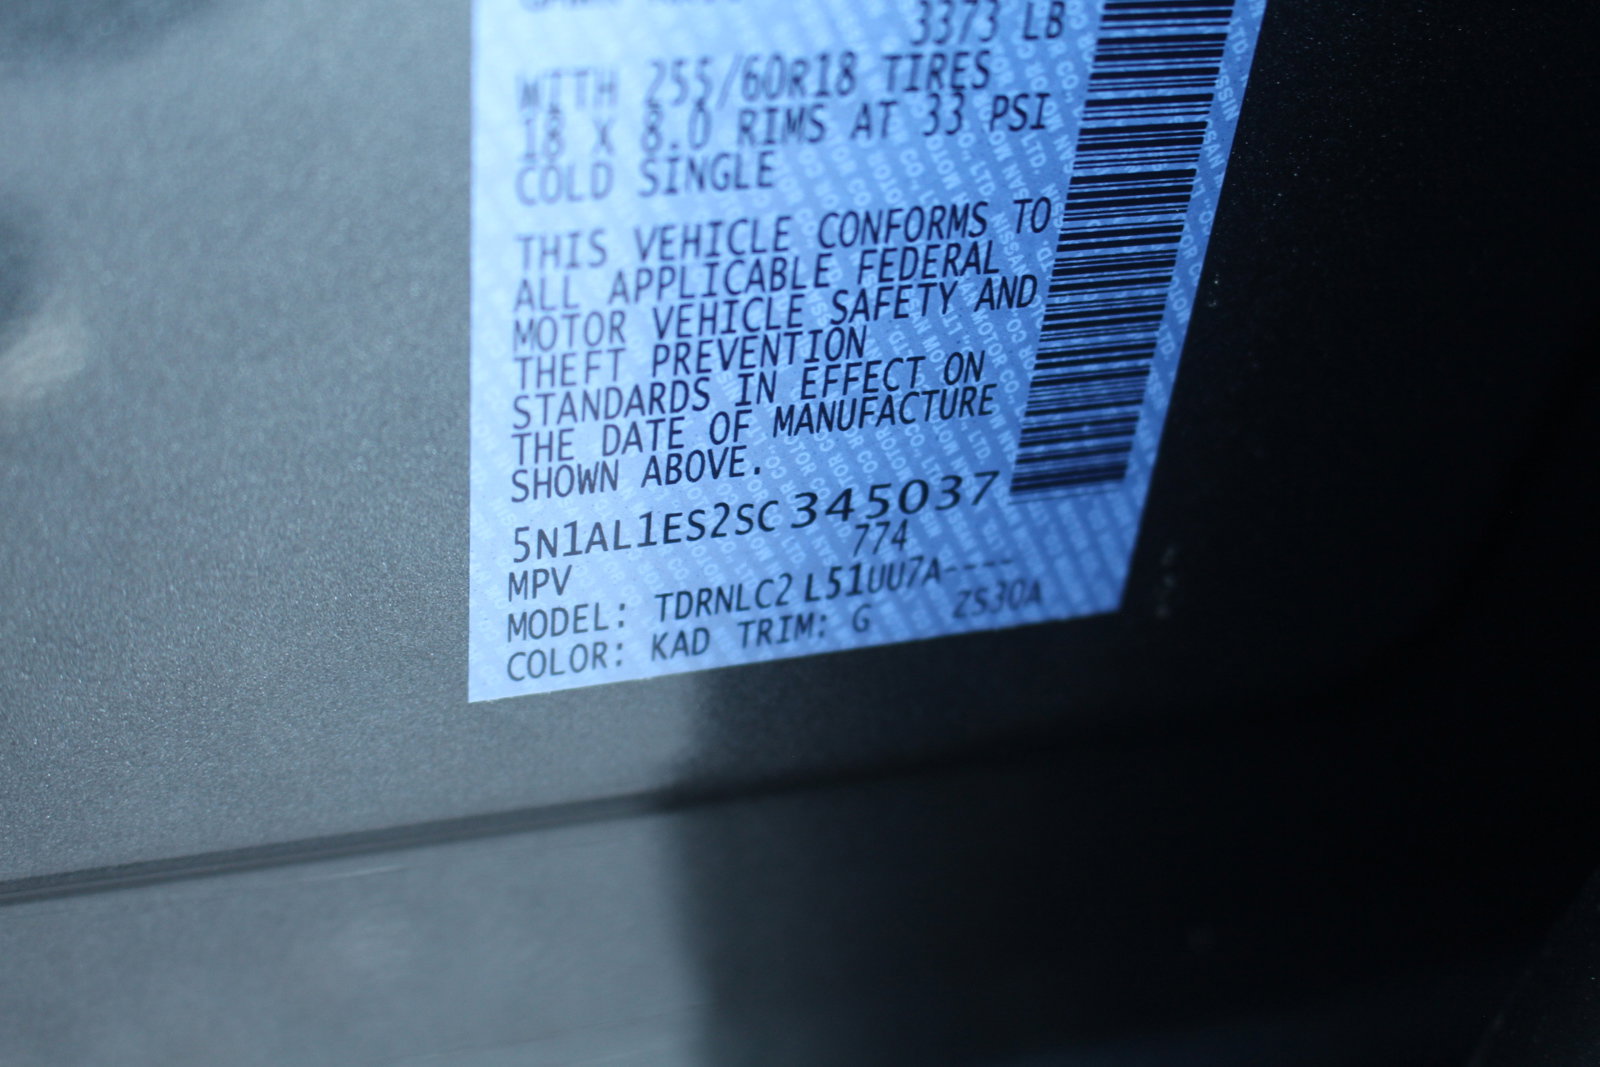 3373 LB
WITH 255/60R18 TIRES
18 X 8.0 RIMS AT 33 PSI
COLD SINGLE
THIS VEHICLE CONFORMS TO
ALL APPLICABLE FEDERAL
MOTOR VEHICLE SAFETY AND
THEFT PREVENTION
STANDARDS IN EFFECT ON
THE DATE OF MANUFACTURE
SHOWN ABOVE.
5N1AL1ES2SC345037
MPV 774
MODEL: TDRNLC2 L51UU7A----
COLOR: KAD TRIM: G ZS30A